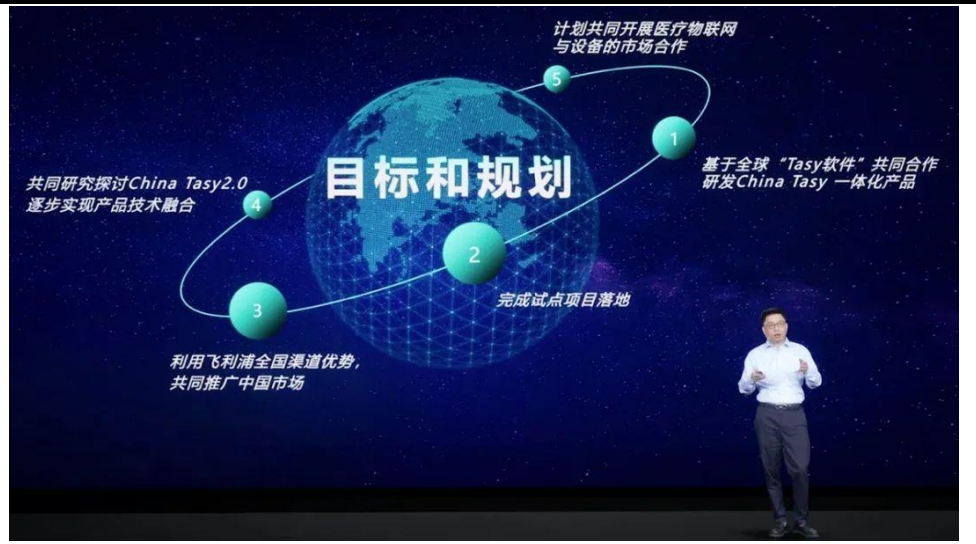 计划共同开展医疗物联网
与设备的市场合作
5
1
基于全球“Tasy软件”共同合作
研发China Tasy 一体化产品
目标和规划
共同研究探讨China Tasy2.0
逐步实现产品技术融合
4
2
完成试点项目落地
3
利用飞利浦全国渠道优势,
共同推广中国市场